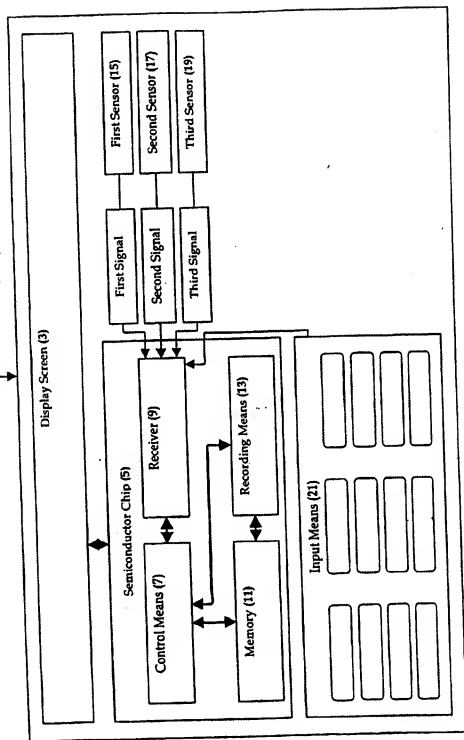 Display Screen (3)
Semiconductor Chip (5)
Control Means (7)
Receiver (9)
Memory (11)
Recording Means (13)
First Signal
Second Signal
Third Signal
First Sensor (15)
Second Sensor (17)
Third Sensor (19)
Input Means (21)